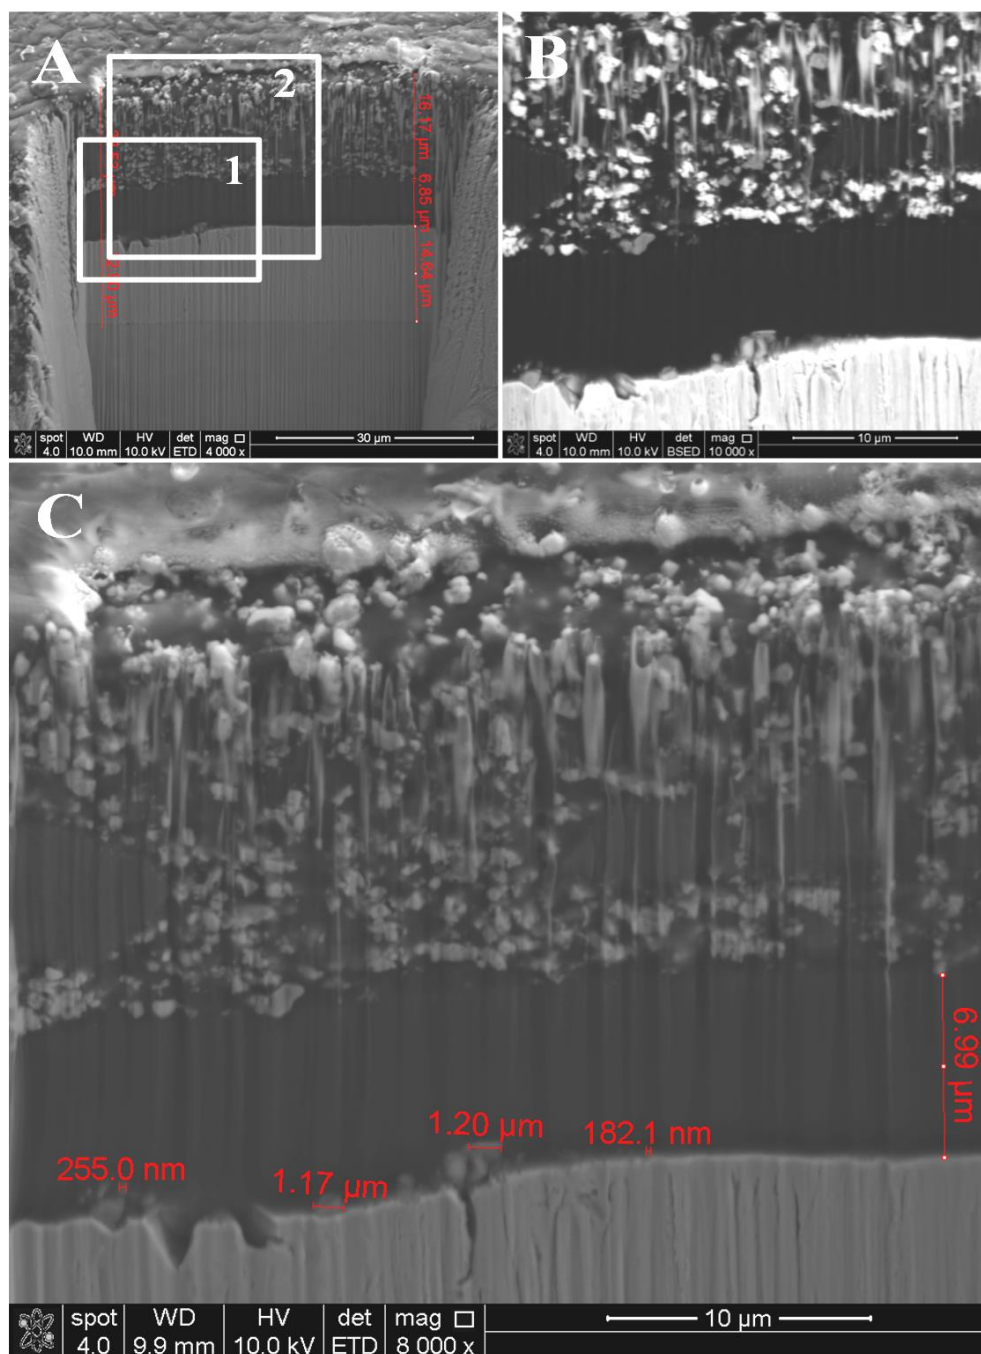 A
2
1
16.17 µm
6.85 µm
14.64 µm
spot WD HV det mag
4.0 10.0 mm 10.0 kV ETD 4 000 x
30 µm
B
spot WD HV det mag
4.0 10.0 mm 10.0 kV BSED 10 000 x
10 µm
C
6.99 µm
1.20 µm
182.1 nm
255.0 nm
1.17 µm
spot WD HV det mag
4.0 9.9 mm 10.0 kV ETD 8 000 x
10 µm